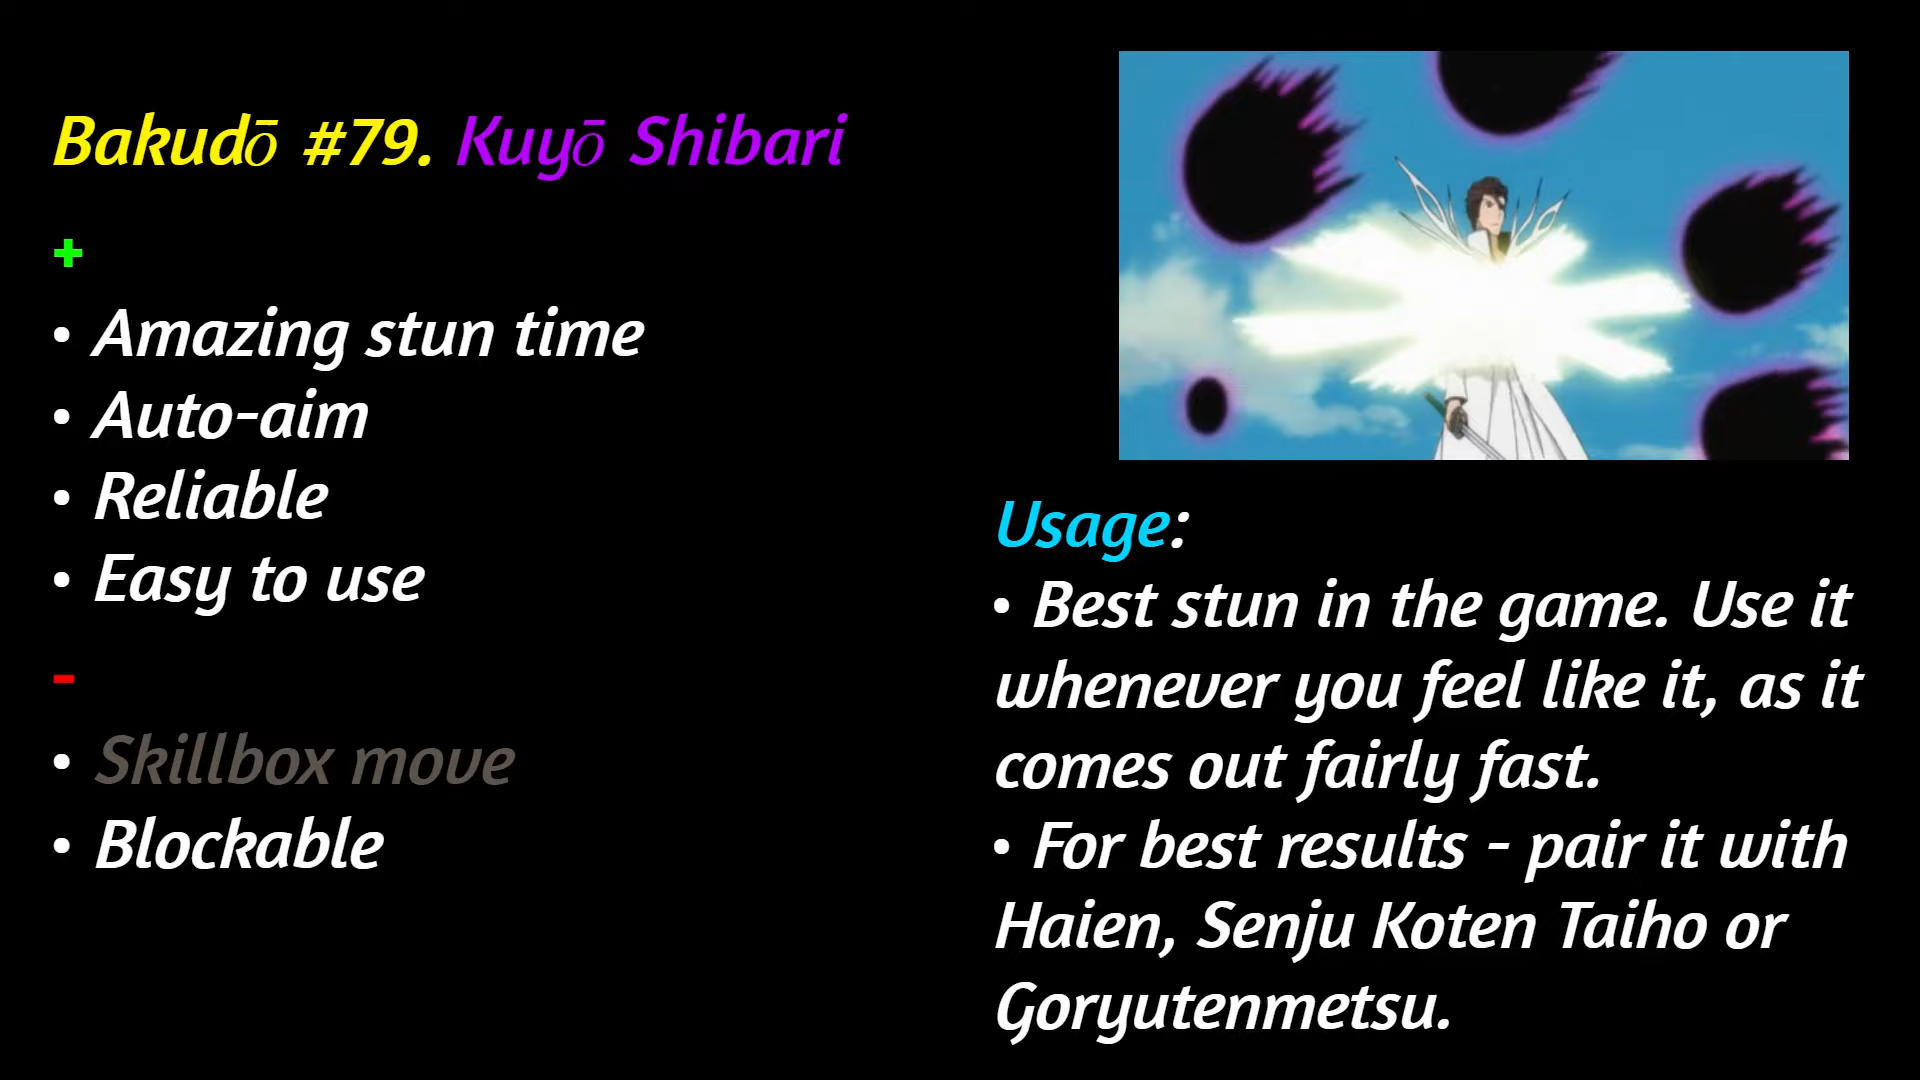 Bakudō #79. Kuyō Shibari
+
• Amazing stun time
• Auto-aim
• Reliable
• Easy to use
-
• Skillbox move
• Blockable
Usage:
• Best stun in the game. Use it
whenever you feel like it, as it
comes out fairly fast.
• For best results - pair it with
Haien, Senju Koten Taiho or
Goryutenmetsu.